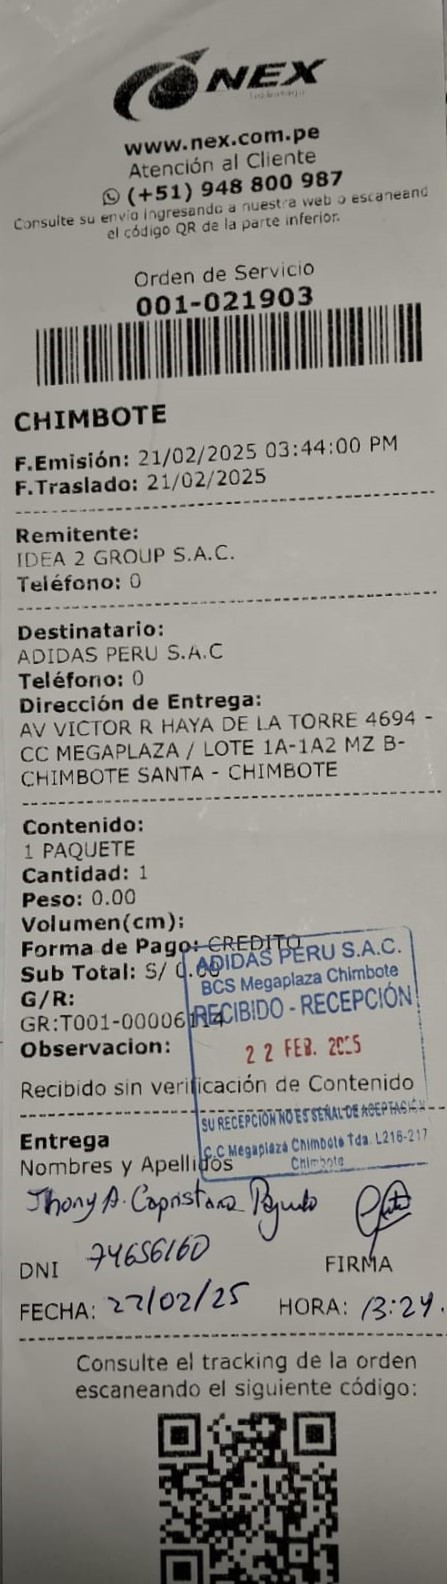 NEX
www.nex.com.pe
Atención al Cliente
(+51) 948 800 987
Consulte su envío ingresando a nuestra web o escaneand
el código QR de la parte inferior.
Orden de Servicio
001-021903
CHIMBOTE
F.Emisión: 21/02/2025 03:44:00 PM
F.Traslado: 21/02/2025
Remitente:
IDEA 2 GROUP S.A.C.
Teléfono: 0
Destinatario:
ADIDAS PERU S.A.C
Teléfono: 0
Dirección de Entrega:
AV VICTOR R HAYA DE LA TORRE 4694 -
CC MEGAPLAZA / LOTE 1A-1A2 MZ B-
CHIMBOTE SANTA - CHIMBOTE
Contenido:
1 PAQUETE
Cantidad: 1
Peso: 0.00
Volumen(cm):
Forma de Pago: CREDITO
Sub Total: S/ 0.00
G/R:
GR:T001-00006114
Observacion:
ADIDAS PERU S.A.C.
BCS Megaplaza Chimbote
RECIBIDO - RECEPCIÓN
22 FEB. 2025
Recibido sin verificación de Contenido
SU RECEPCIÓN NO ES SEÑAL DE ACEPTACIÓN
C.C Megaplaza Chimbote Tda. L216-217
Chimbote
Entrega
Nombres y Apellidos
Jhony A.
DNI 74656160
FIRMA
FECHA: 22/02/25 HORA: 13:24.
Consulte el tracking de la orden
escaneando el siguiente código: